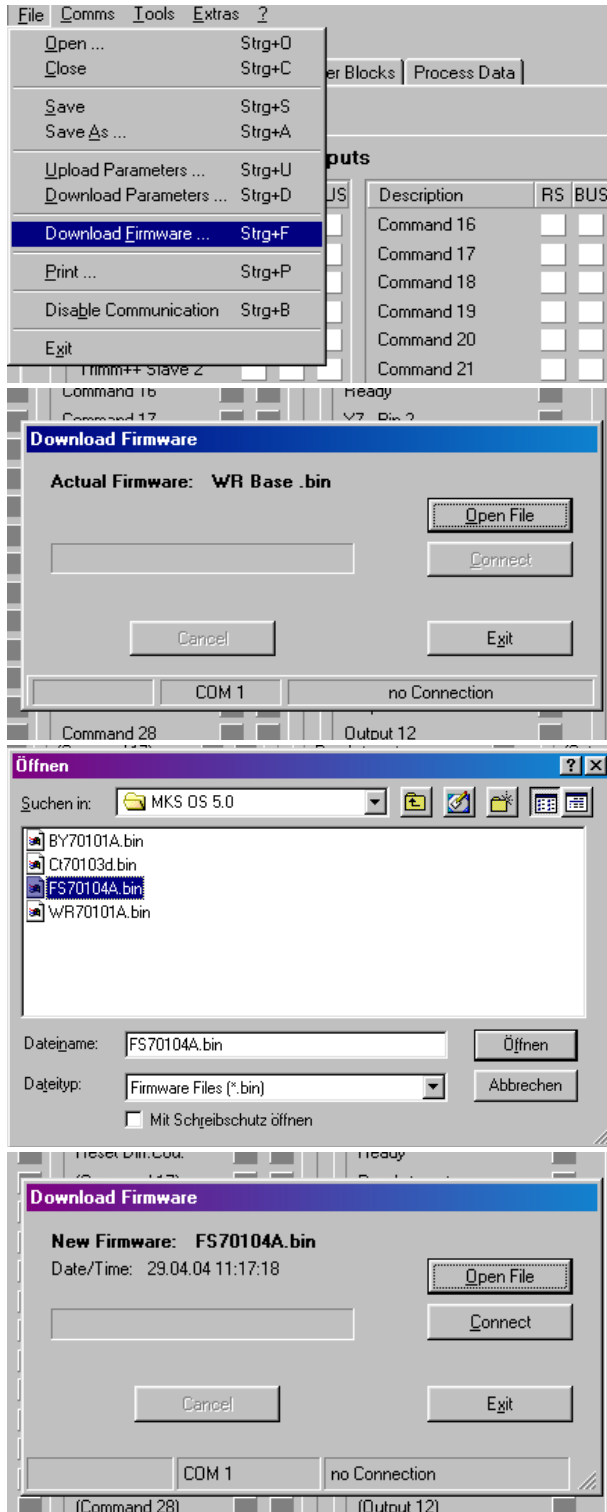 File Comms Tools Extras ?
Open ... Strg+O
Close Strg+C
er Blocks Process Data
Save Strg+S
Save As ... Strg+A
puts
Upload Parameters ... Strg+U
Download Parameters ... Strg+D
US Description RS BUS
Download Firmware ... Strg+F
Command 16
Command 17
Print ... Strg+P
Command 18
Disable Communication Strg+B
Command 19
Command 20
Exit
Trimm++ Slave 2 Command 21
Command 16 Ready
Command 17 X7 Pin 2
Download Firmware
Actual Firmware: WR Base .bin
Open File
Connect
Cancel Exit
COM 1 no Connection
Command 28 Output 12
Öffnen
Suchen in: MKS OS 5.0
BY70101A.bin
Ct70103d.bin
FS70104A.bin
WR70101A.bin
Dateiname: FS70104A.bin Öffnen
Dateityp: Firmware Files (*.bin) Abbrechen
Mit Schreibschutz öffnen
Reset Diff.Cou. Ready
Download Firmware
New Firmware: FS70104A.bin
Date/Time: 29.04.04 11:17:18
Open File
Connect
Cancel Exit
COM 1 no Connection
(Command 28) (Output 12)